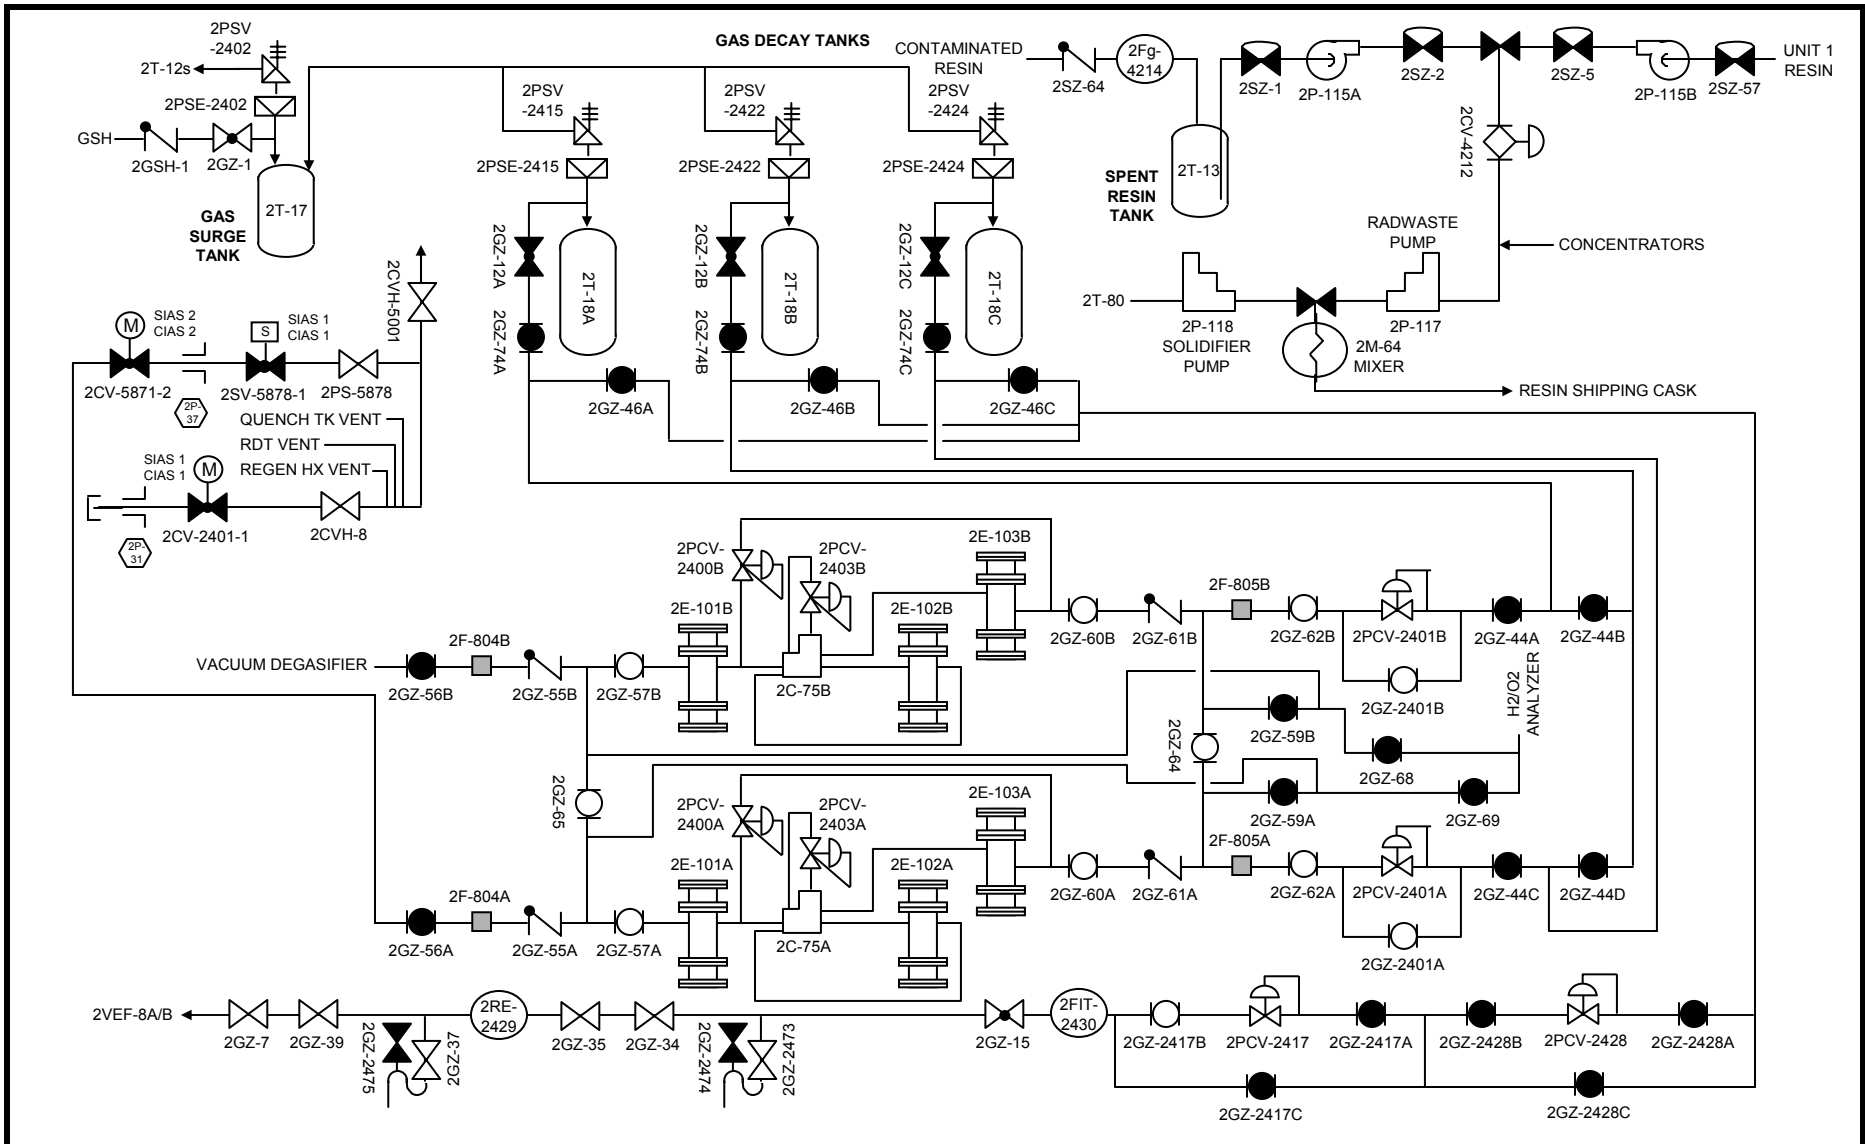 2PSV
-2402
2T-12s
2PSE-2402
GSH
2GSH-1
2GZ-1
2T-17
GAS
SURGE
TANK
GAS DECAY TANKS
2PSV
-2415
2PSV
-2422
2PSV
-2424
2PSE-2415
2PSE-2422
2PSE-2424
2GZ-12A
2GZ-12B
2GZ-12C
2T-18A
2T-18B
2T-18C
2GZ-74A
2GZ-74B
2GZ-74C
2GZ-46A
2GZ-46B
2GZ-46C
CONTAMINATED
RESIN
2SZ-64
2Fg-
4214
2SZ-1
2P-115A
2SZ-2
2SZ-5
2P-115B
2SZ-57
UNIT 1
RESIN
2CV-4212
SPENT
RESIN
TANK
2T-13
RADWASTE
PUMP
CONCENTRATORS
2T-80
2P-118
SOLIDIFIER
PUMP
2P-117
2M-64
MIXER
RESIN SHIPPING CASK
2CVH-5001
M
SIAS 2
CIAS 2
S
SIAS 1
CIAS 1
2CV-5871-2
2SV-5878-1
2PS-5878
2P-
37
QUENCH TK VENT
RDT VENT
REGEN HX VENT
SIAS 1
CIAS 1
M
2CV-2401-1
2CVH-8
2P-
31
2PCV-
2400B
2PCV-
2403B
2E-103B
2E-101B
2E-102B
2F-804B
VACUUM DEGASIFIER
2GZ-56B
2GZ-55B
2GZ-57B
2C-75B
2GZ-60B
2GZ-61B
2F-805B
2GZ-62B
2PCV-2401B
2GZ-44A
2GZ-44B
2GZ-2401B
H2/O2
ANALYZER
2GZ-59B
2GZ-64
2GZ-68
2GZ-65
2GZ-59A
2GZ-69
2PCV-
2400A
2PCV-
2403A
2E-103A
2E-101A
2E-102A
2F-804A
2GZ-56A
2GZ-55A
2GZ-57A
2C-75A
2GZ-60A
2GZ-61A
2F-805A
2GZ-62A
2PCV-2401A
2GZ-44C
2GZ-44D
2GZ-2401A
2VEF-8A/B
2GZ-7
2GZ-39
2GZ-2475
2GZ-37
2RE-
2429
2GZ-35
2GZ-34
2GZ-2474
2GZ-2473
2GZ-15
2FIT-
2430
2GZ-2417B
2PCV-2417
2GZ-2417A
2GZ-2428B
2PCV-2428
2GZ-2428A
2GZ-2417C
2GZ-2428C